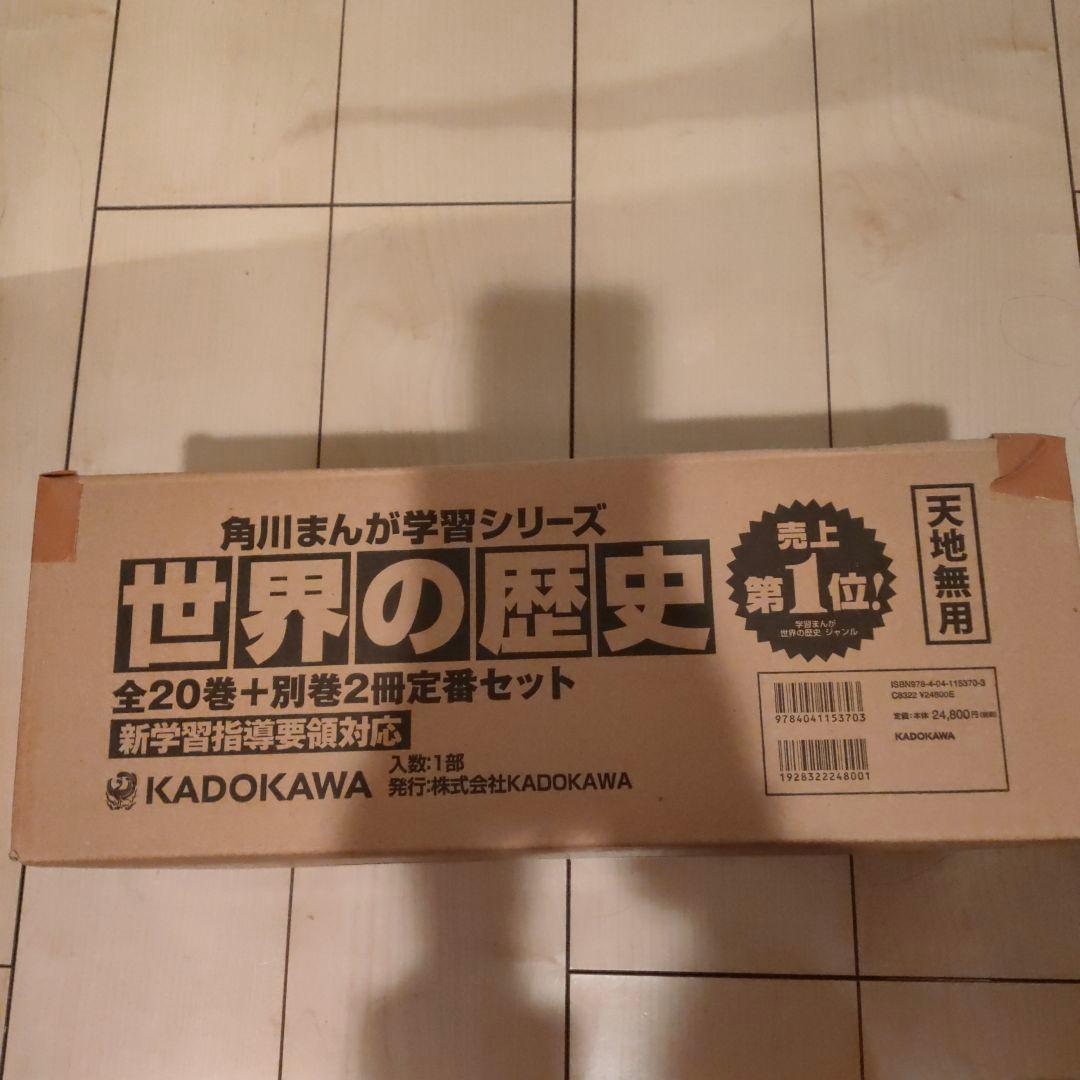 角川まんが学習シリーズ
世界の歴史
全20巻+別巻2冊定番セット
新学習指導要領対応
KADOKAWA
入数:1部
発行:株式会社KADOKAWA
売上
第1位!
学習まんが
世界の歴史 ジャンル
天地無用
ISBN978-4-04-115370-3
C8322 ¥24800E
定価:本体 24,800円(税別)
KADOKAWA
9784041153703
1928322248001